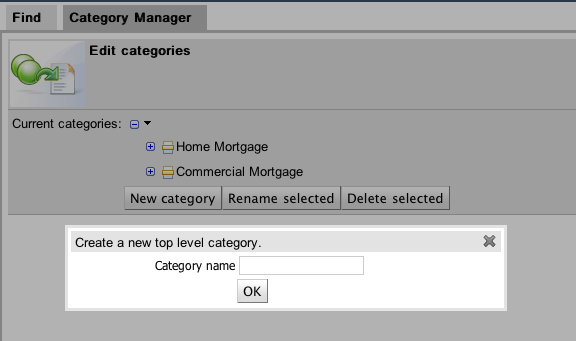 Find Category Manager
Edit categories
Current categories:
Home Mortgage
Commercial Mortgage
New category Rename selected Delete selected
Create a new top level category.
Category name
OK